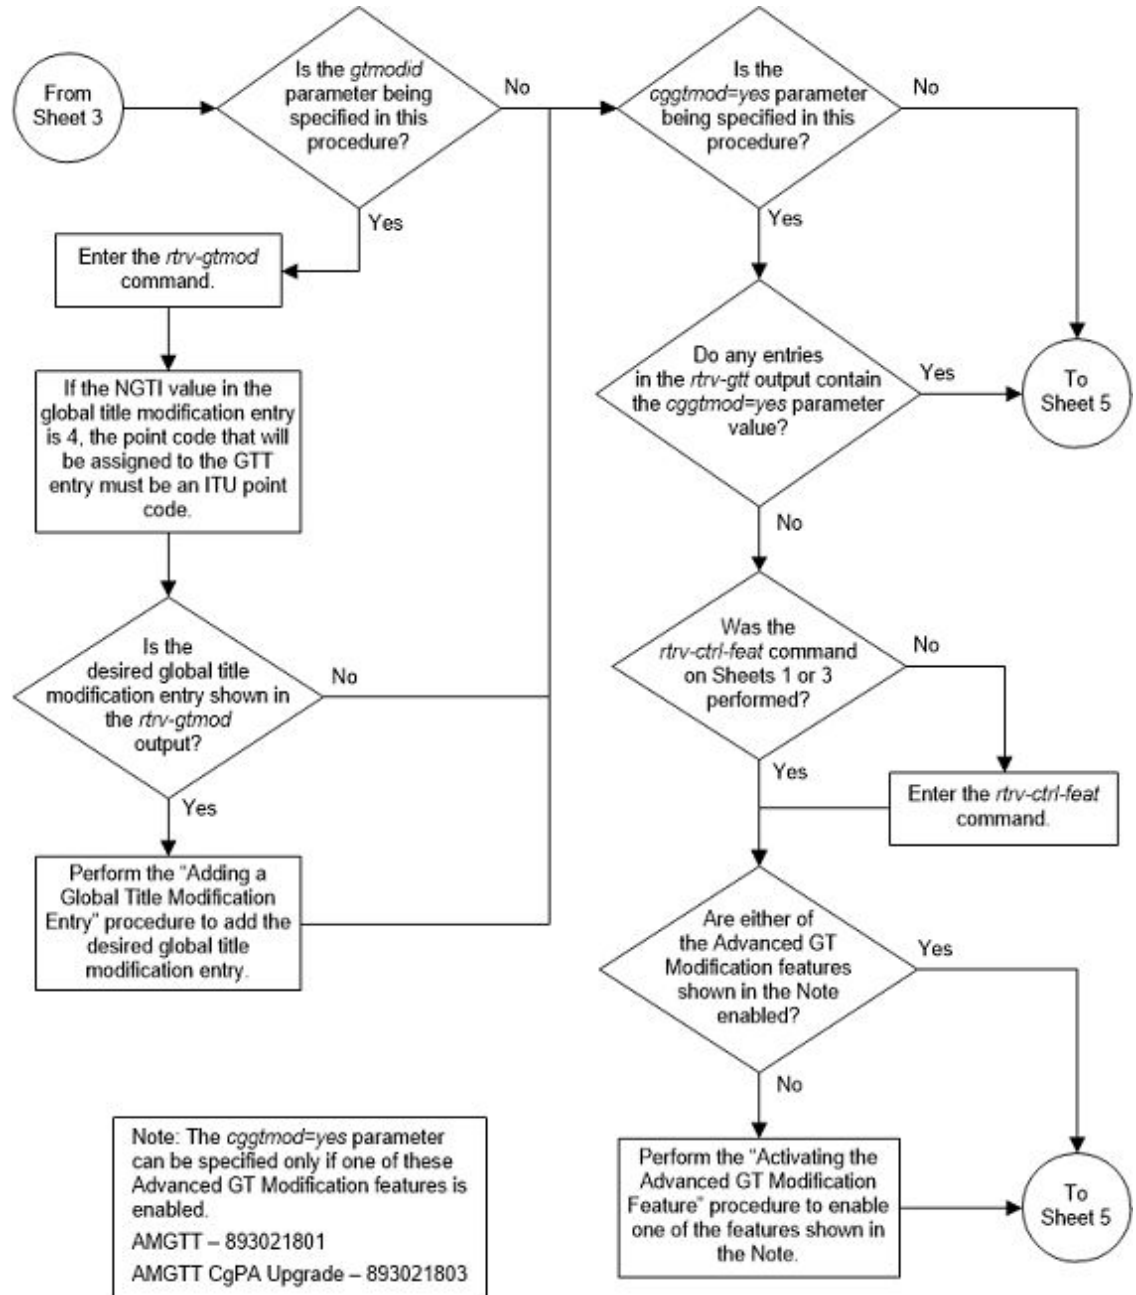 From
Sheet 3
Is the gtmodid
parameter being
specified in this
procedure?
No
Yes
Enter the rtrv-gtmod
command.
If the NGTI value in the
global title modification entry
is 4, the point code that will
be assigned to the GTT
entry must be an ITU point
code.
Is the
desired global title
modification entry shown in
the rtrv-gtmod
output?
No
Yes
Perform the “Adding a
Global Title Modification
Entry” procedure to add the
desired global title
modification entry.
Is the
cggtmod=yes parameter
being specified in this
procedure?
No
Yes
Do any entries
in the rtrv-gtt output contain
the cggtmod=yes parameter
value?
Yes
To
Sheet 5
No
Was the
rtrv-ctrl-feat command
on Sheets 1 or 3
performed?
No
Yes
Enter the rtrv-ctrl-feat
command.
Are either of
the Advanced GT
Modification features
shown in the Note
enabled?
Yes
No
Perform the “Activating the
Advanced GT Modification
Feature” procedure to enable
one of the features shown in
the Note.
To
Sheet 5
Note: The cggtmod=yes parameter
can be specified only if one of these
Advanced GT Modification features is
enabled.
AMGTT – 893021801
AMGTT CgPA Upgrade – 893021803